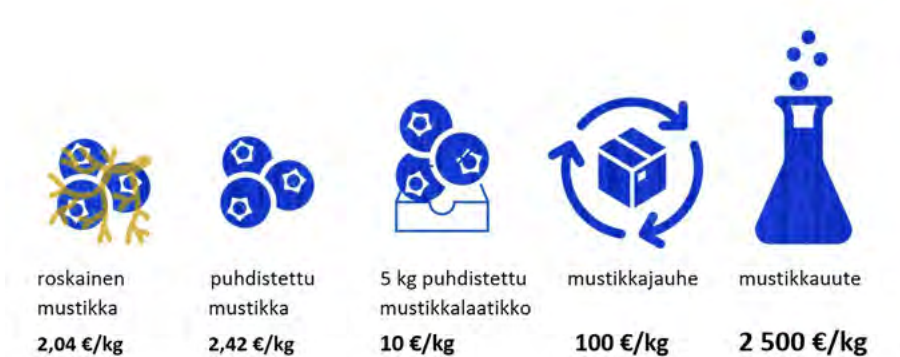 roskainen
mustikka
2,04 €/kg
puhdistettu
mustikka
2,42 €/kg
5 kg puhdistettu
mustikkalaatikko
10 €/kg
mustikkajauhe
100 €/kg
mustikkauute
2 500 €/kg